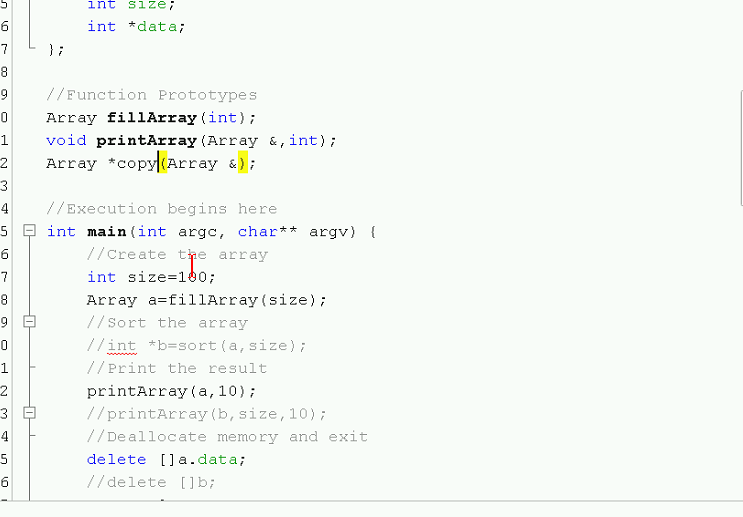 5 int size;
6 int *data;
7 };
8
9 //Function Prototypes
0 Array fillArray(int);
1 void printArray(Array &,int);
2 Array *copy(Array &);
3
4 //Execution begins here
5 int main(int argc, char** argv) {
6 //Create the array
7 int size=100;
8 Array a=fillArray(size);
9 //Sort the array
0 //int *b=sort(a,size);
1 //Print the result
2 printArray(a,10);
3 //printArray(b,size,10);
4 //Deallocate memory and exit
5 delete []a.data;
6 //delete []b;